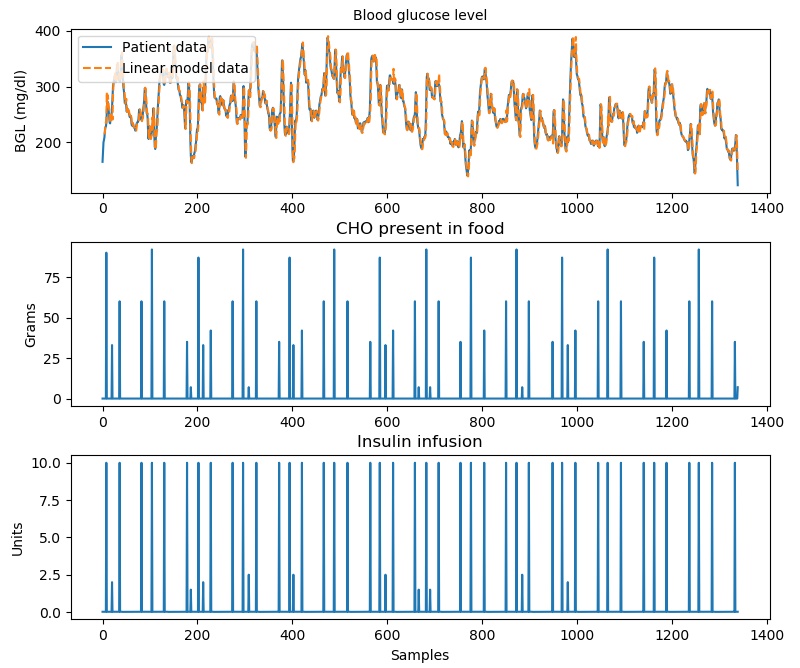 Blood glucose level
400
300
200
BGL (mg/dl)
Patient data
Linear model data
0 200 400 600 800 1000 1200 1400
CHO present in food
75
50
25
0
Grams
0 200 400 600 800 1000 1200 1400
Insulin infusion
10.0
7.5
5.0
2.5
0.0
Units
0 200 400 600 800 1000 1200 1400
Samples